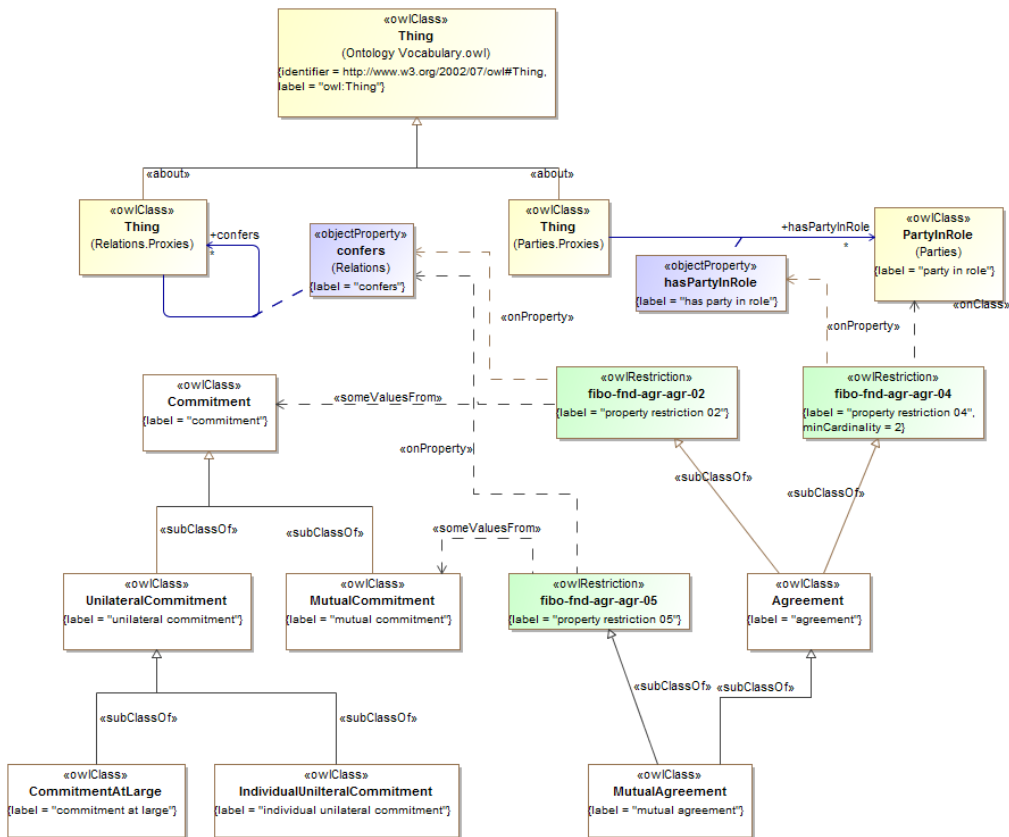 «owlClass»
Thing
(Ontology Vocabulary.owl)
{identifier = http://www.w3.org/2002/07/owl#Thing,
label = "owl:Thing"}
«about»
«about»
«owlClass»
Thing
(Relations.Proxies)
+confers
*
«objectProperty»
confers
(Relations)
{label = "confers"}
«owlClass»
Thing
(Parties.Proxies)
+hasPartyInRole
*
«objectProperty»
hasPartyInRole
{label = "has party in role"}
«owlClass»
PartyInRole
(Parties)
{label = "party in role"}
«onClass»
«onProperty»
«onProperty»
«owlClass»
Commitment
{label = "commitment"}
«someValuesFrom»
«owlRestriction»
fibo-fnd-agr-agr-02
{label = "property restriction 02"}
«owlRestriction»
fibo-fnd-agr-agr-04
{label = "property restriction 04",
minCardinality = 2}
«onProperty»
«subClassOf»
«subClassOf»
«subClassOf»
«subClassOf»
«someValuesFrom»
«owlClass»
UnilateralCommitment
{label = "unilateral commitment"}
«owlClass»
MutualCommitment
{label = "mutual commitment"}
«owlRestriction»
fibo-fnd-agr-agr-05
{label = "property restriction 05"}
«owlClass»
Agreement
{label = "agreement"}
«subClassOf»
«subClassOf»
«subClassOf»
«subClassOf»
«owlClass»
CommitmentAtLarge
{label = "commitment at large"}
«owlClass»
IndividualUniliteralCommitment
{label = "individual unilateral commitment"}
«owlClass»
MutualAgreement
{label = "mutual agreement"}